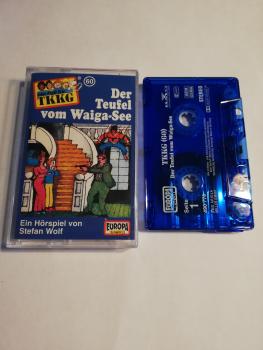 TKKG
60
Der
Teufel
vom Waiga-See
Ein Hörspiel von
Stefan Wolf
EUROPA
TKKG (60)
Der Teufel vom Waiga-See
STEREO
EUROPA
Seite
1